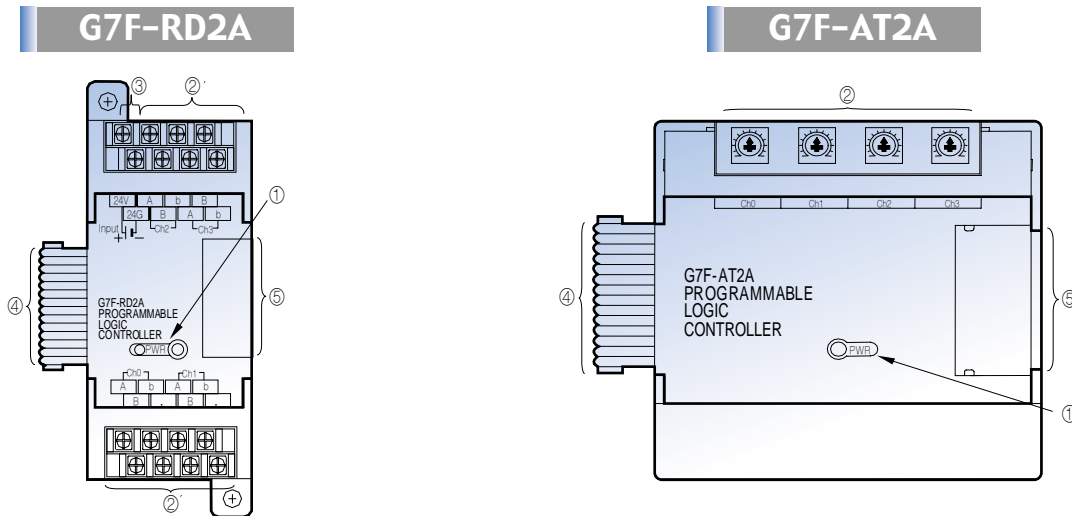 G7F-RD2A
③ ②′
24V A b B
24G B A b
Input Ch2 Ch3
+ −
①
④
⑤
G7F-RD2A
PROGRAMMABLE
LOGIC
CONTROLLER
PWR
Ch0 Ch1
A b A b
B . B .
②′
G7F-AT2A
②
Ch0 Ch1 Ch2 Ch3
④
⑤
G7F-AT2A
PROGRAMMABLE
LOGIC
CONTROLLER
PWR
①